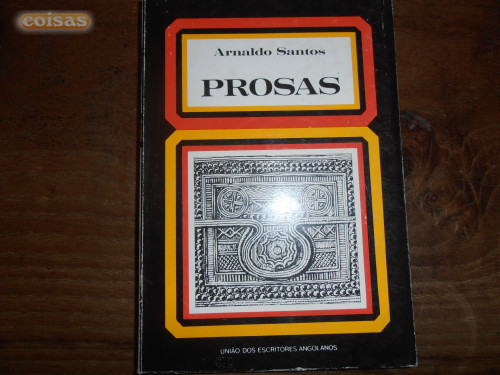 coisas
Arnaldo Santos
PROSAS
UNIÃO DOS ESCRITORES ANGOLANOS